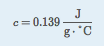 c = 0.139 J / g · °C